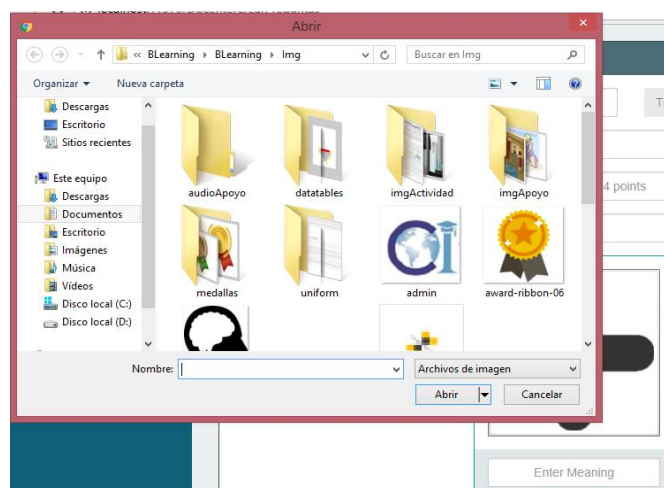 Abrir
« BLearning ▸ BLearning ▸ Img
Buscar en Img
Organizar
Nueva carpeta
Descargas
Escritorio
Sitios recientes
Este equipo
Descargas
Documentos
Escritorio
Imágenes
Música
Vídeos
Disco local (C:)
Disco local (D:)
audioApoyo
datatables
imgActividad
imgApoyo
medallas
uniform
admin
award-ribbon-06
CI
Nombre:
Archivos de imagen
Abrir
Cancelar
4 points
Enter Meaning